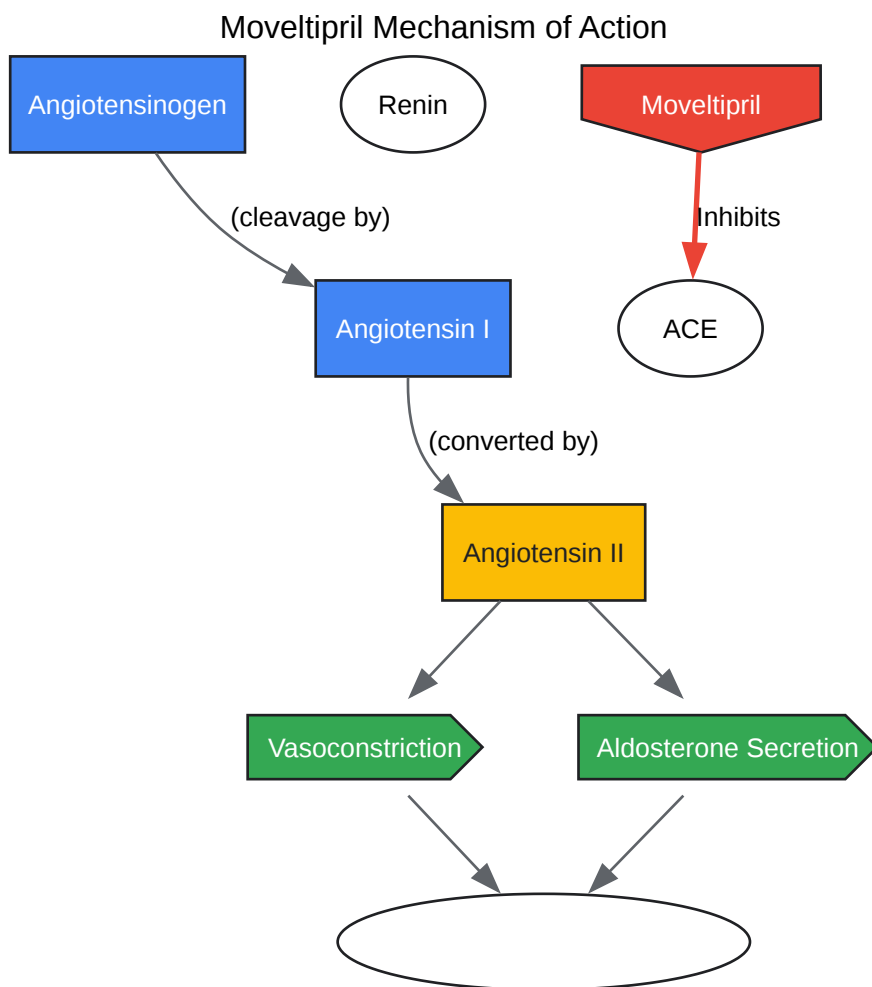 Moveltipril Mechanism of Action
Angiotensinogen
Renin
Moveltipril
(cleavage by)
Inhibits
Angiotensin I
ACE
(converted by)
Angiotensin II
Vasoconstriction
Aldosterone Secretion